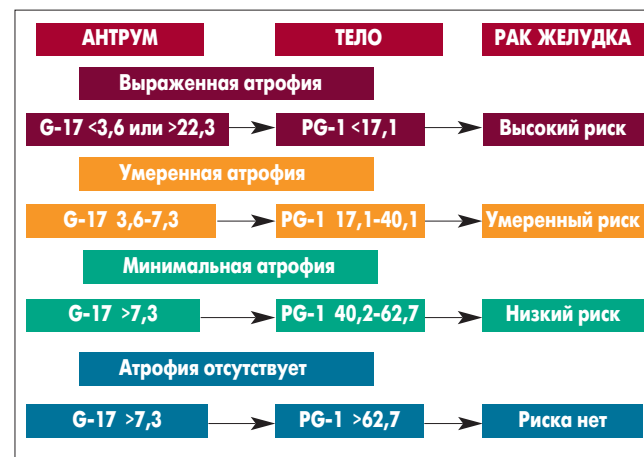 АНТРУМ ТЕЛО РАК ЖЕЛУДКА
Выраженная атрофия
G-17 <3,6 или >22,3 PG-1 <17,1 Высокий риск
Умеренная атрофия
G-17 3,6-7,3 PG-1 17,1-40,1 Умеренный риск
Минимальная атрофия
G-17 >7,3 PG-1 40,2-62,7 Низкий риск
Атрофия отсутствует
G-17 >7,3 PG-1 >62,7 Риска нет